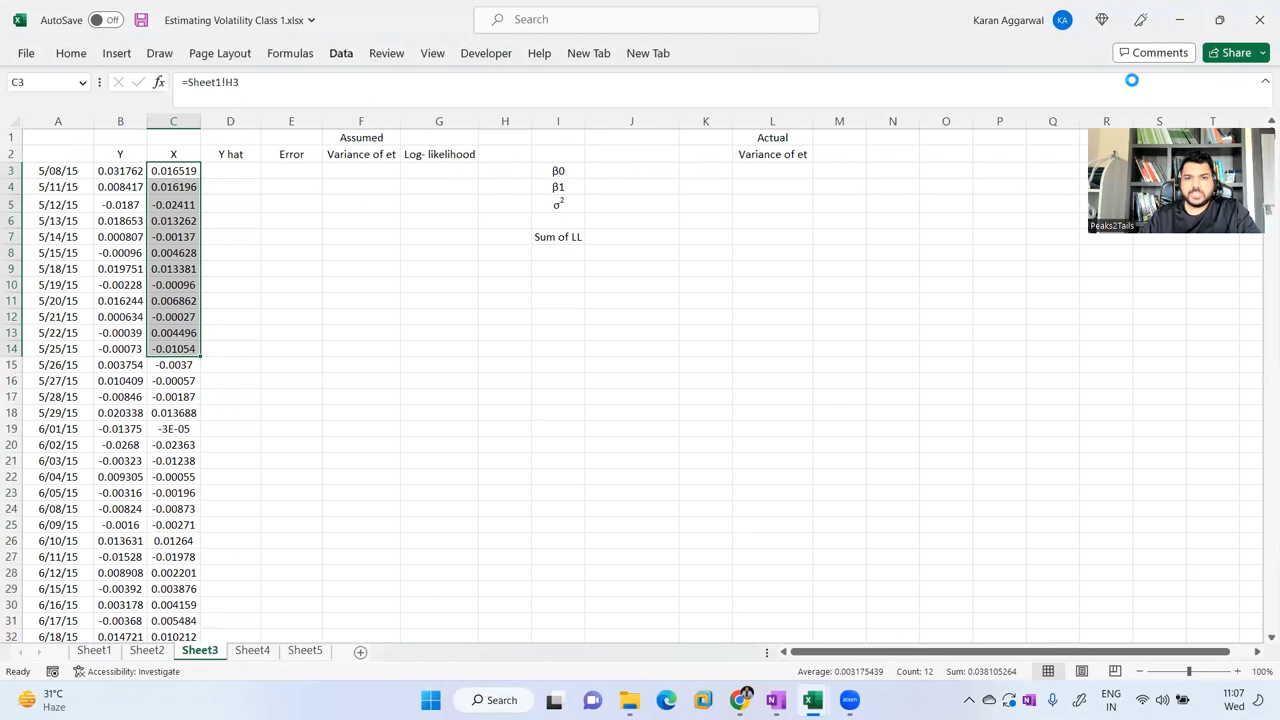 AutoSave Off Estimating Volatility Class 1.xlsx Search Karan Aggarwal KA
File Home Insert Draw Page Layout Formulas Data Review View Developer Help New Tab New Tab Comments Share
C3 fx =Sheet1!H3
A B C D E F G H I J K L M N O P Q R S T
1 Assumed Actual
2 Y X Y hat Error Variance of et Log- likelihood Variance of et
3 5/08/15 0.031762 0.016519 β0
4 5/11/15 0.008417 0.016196 β1
5 5/12/15 -0.0187 -0.02411 σ2
6 5/13/15 0.018653 0.013262
7 5/14/15 0.000807 -0.00137 Sum of LL
8 5/15/15 -0.00096 0.004628
9 5/18/15 0.019751 0.013381
10 5/19/15 -0.00228 -0.00096
11 5/20/15 0.016244 0.006862
12 5/21/15 0.000634 -0.00027
13 5/22/15 -0.00039 0.004496
14 5/25/15 -0.00073 -0.01054
15 5/26/15 0.003754 -0.0037
16 5/27/15 0.010409 -0.00057
17 5/28/15 -0.00846 -0.00187
18 5/29/15 0.020338 0.013688
19 6/01/15 -0.01375 -3E-05
20 6/02/15 -0.0268 -0.02363
21 6/03/15 -0.00323 -0.01238
22 6/04/15 0.009305 -0.00055
23 6/05/15 -0.00316 -0.00196
24 6/08/15 -0.00824 -0.00873
25 6/09/15 -0.0016 -0.00271
26 6/10/15 0.013631 0.01264
27 6/11/15 -0.01528 -0.01978
28 6/12/15 0.008908 0.002201
29 6/15/15 -0.00392 0.003876
30 6/16/15 0.003178 0.004159
31 6/17/15 -0.00368 0.005484
32 6/18/15 0.014721 0.010212
Peaks2Tails
Sheet1 Sheet2 Sheet3 Sheet4 Sheet5
Ready Accessibility: Investigate Average: 0.003175439 Count: 12 Sum: 0.038105264 100%
31°C Search ENG 11:07
Haze IN Wed